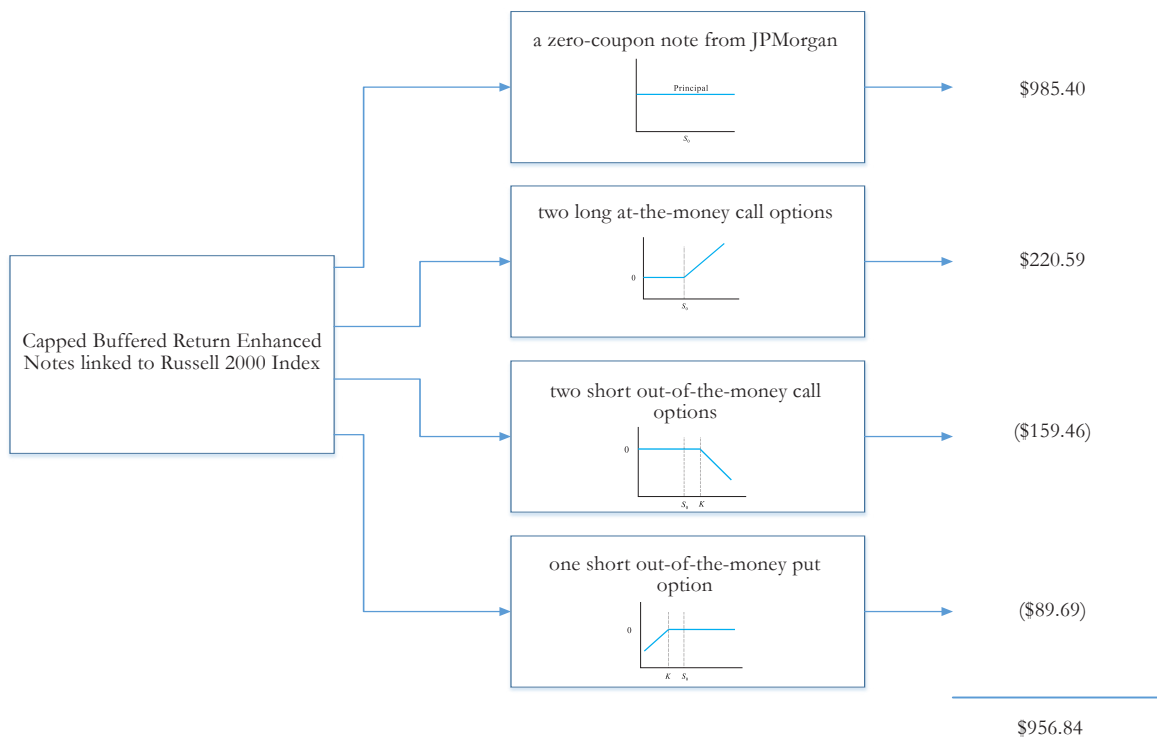 a zero-coupon note from JPMorgan
Principal
S₀
$985.40
two long at-the-money call options
0
S₀
$220.59
Capped Buffered Return Enhanced
Notes linked to Russell 2000 Index
two short out-of-the-money call
options
0
S₀ K
($159.46)
one short out-of-the-money put
option
0
K S₀
($89.69)
$956.84